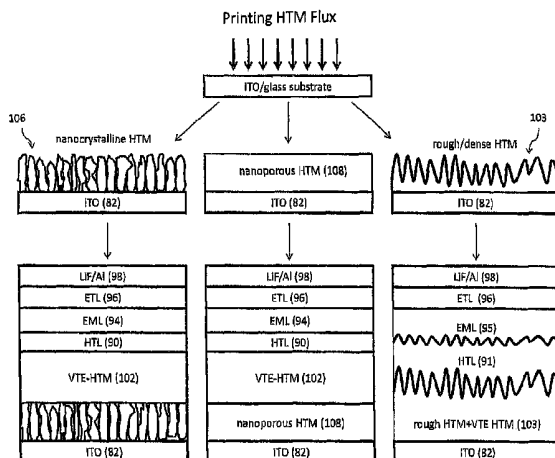 Printing HTM Flux
ITO/glass substrate
106
nanocrystalline HTM
103
rough/dense HTM
nanoporous HTM (108)
ITO (82)
ITO (82)
ITO (82)
LiF/Al (98)
LiF/Al (98)
LiF/Al (98)
ETL (96)
ETL (96)
ETL (96)
EML (94)
EML (94)
EML (95)
HTL (90)
HTL (90)
HTL (91)
VTE-HTM (102)
VTE-HTM (102)
nanoporous HTM (108)
rough HTM+VTE HTM (103)
ITO (82)
ITO (82)
ITO (82)